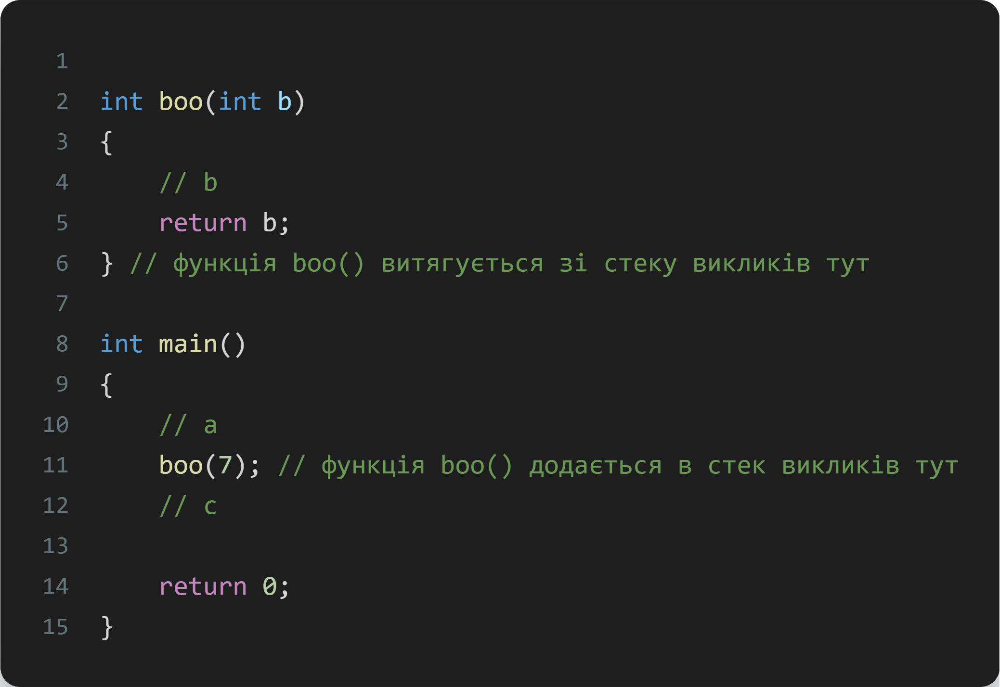 1
2 int boo(int b)
3 {
4     // b
5     return b;
6 } // функція boo() витягується зі стеку викликів тут
7
8 int main()
9 {
10     // a
11     boo(7); // функція boo() додається в стек викликів тут
12     // c
13
14     return 0;
15 }